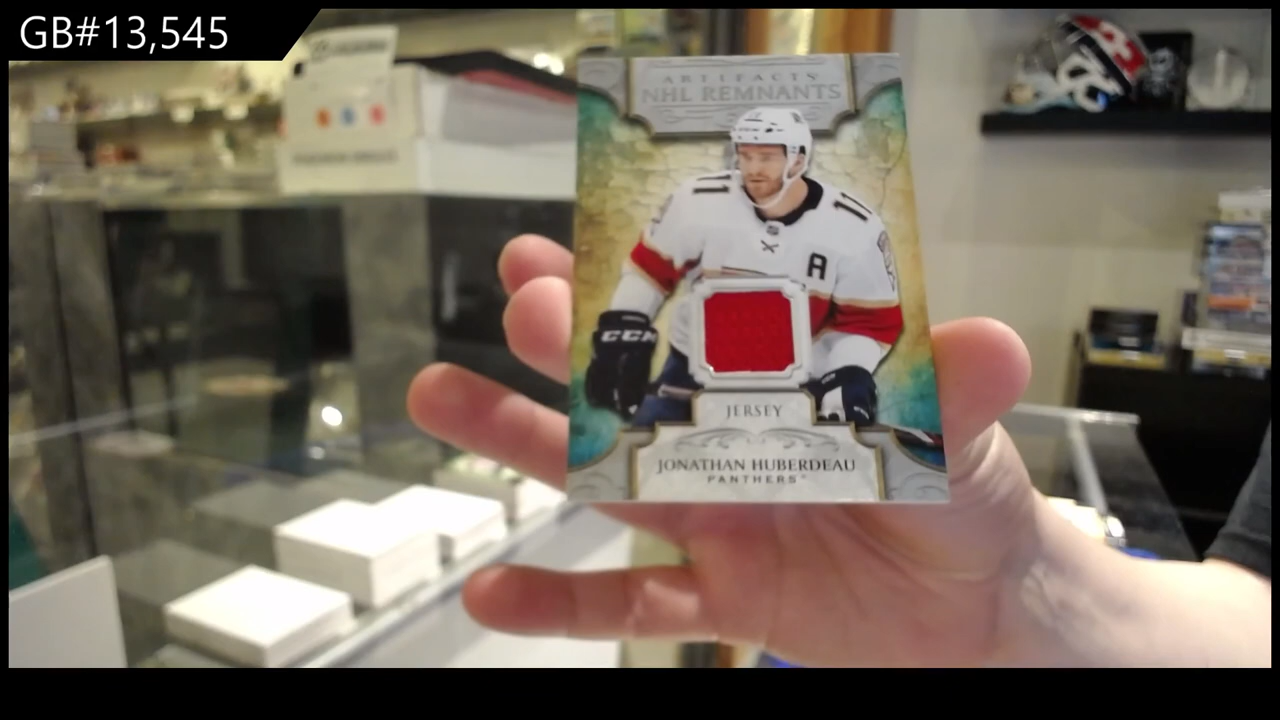 GB#13,545
ARTIFACTS
NHL REMNANTS
11
11
A
CCM
JERSEY
JONATHAN HUBERDEAU
PANTHERS